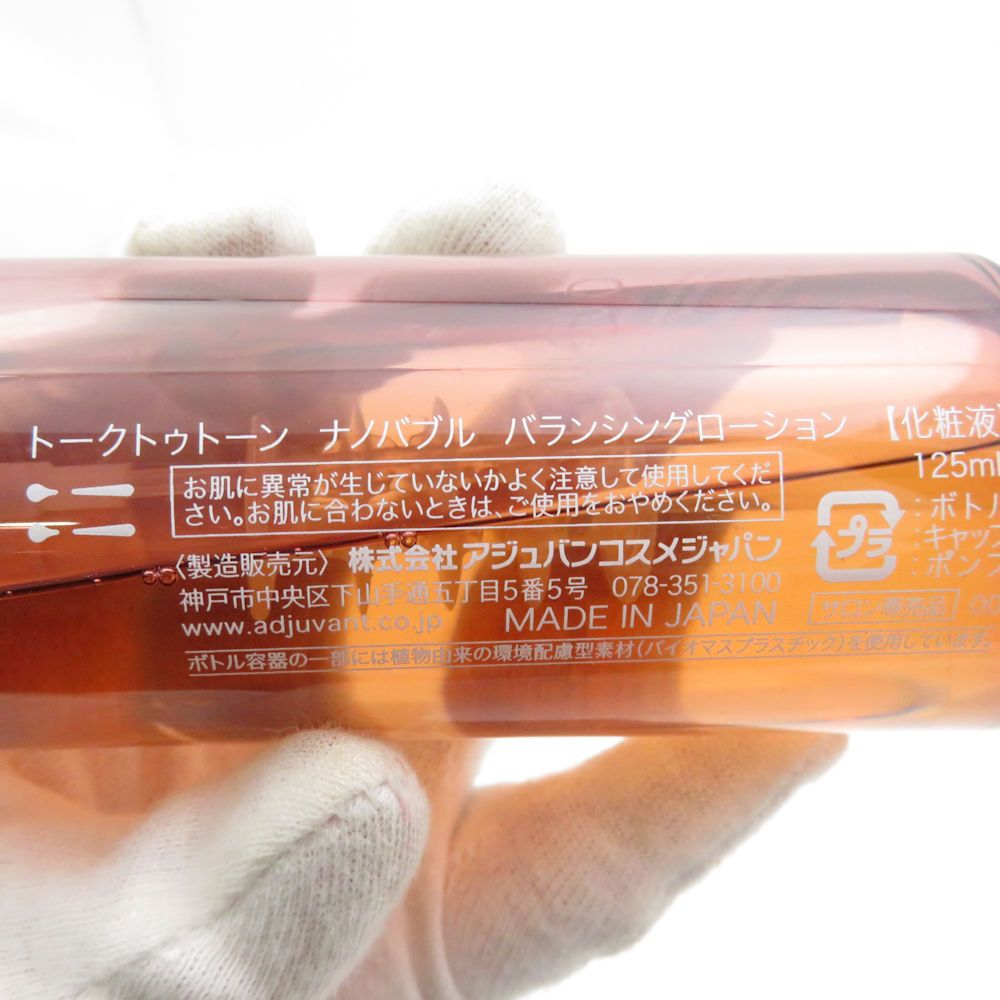 トークトゥトーン ナノバブル バランシングローション 【化粧液】
125ml
お肌に異常が生じていないかよく注意して使用してくだ
さい。お肌に合わないときは、ご使用をおやめください。
プラ
:ボトル
:キャップ
:ポンプ
〈製造販売元〉 株式会社 アジュバンコスメジャパン
神戸市中央区下山手通五丁目5番5号 078-351-3100
www.adjuvant.co.jp MADE IN JAPAN
サロン専売品
ボトル容器の一部には植物由来の環境配慮型素材(バイオマスプラスチック)を使用しています。